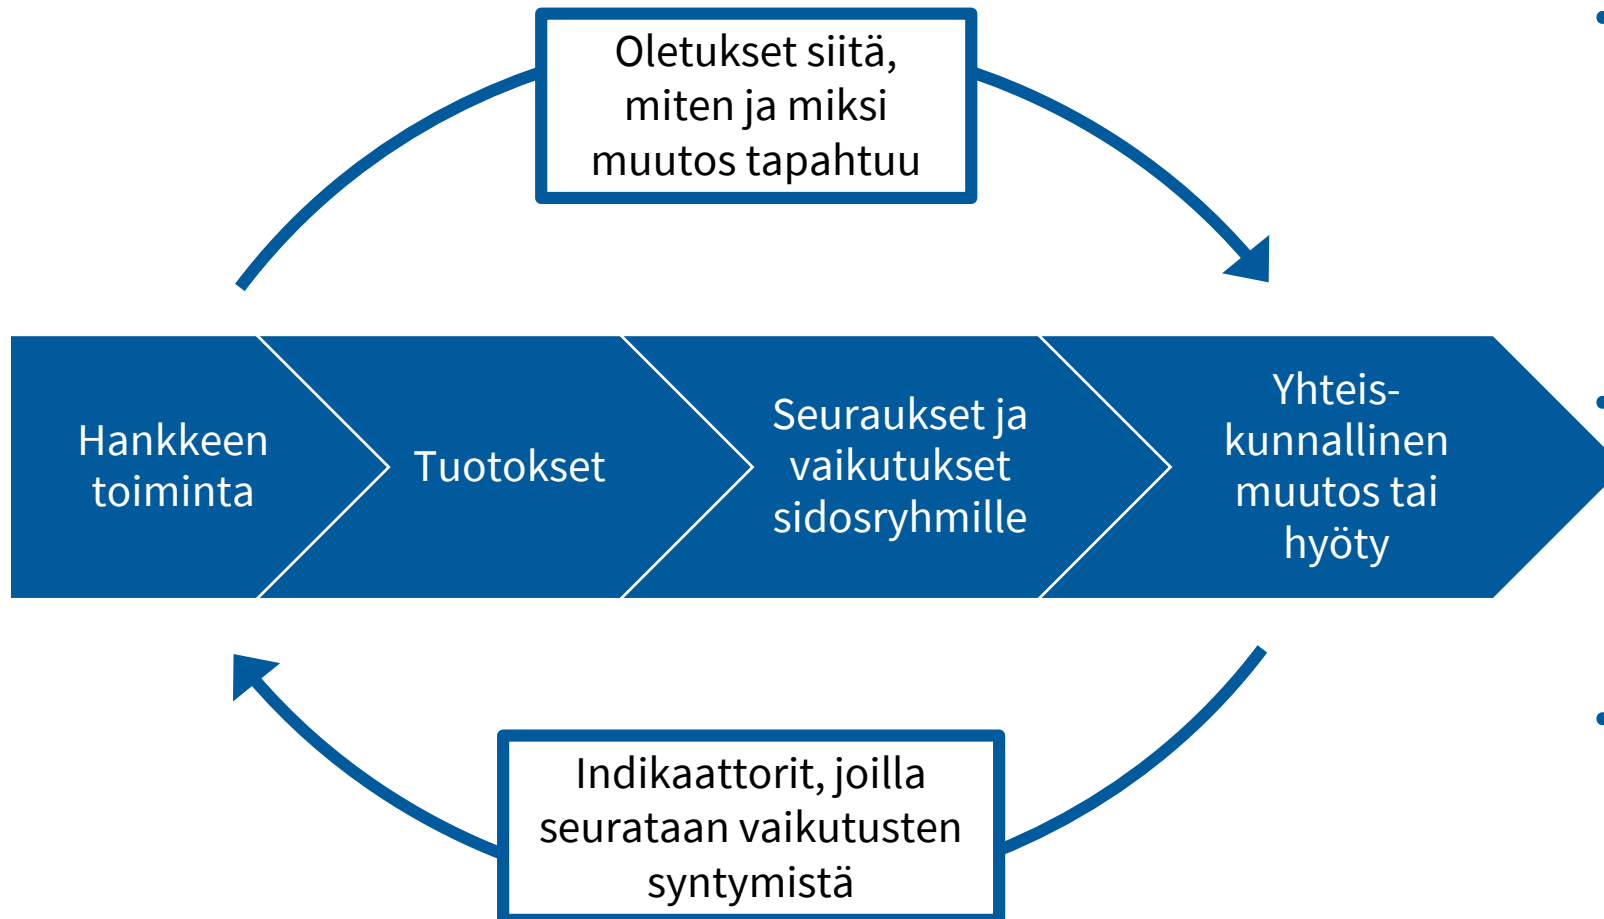 Oletukset siitä,
miten ja miksi
muutos tapahtuu
Hankkeen
toiminta
Tuotokset
Seuraukset ja
vaikutukset
sidosryhmille
Yhteis-
kunnallinen
muutos tai
hyöty
Indikaattorit, joilla
seurataan vaikutusten
syntymistä